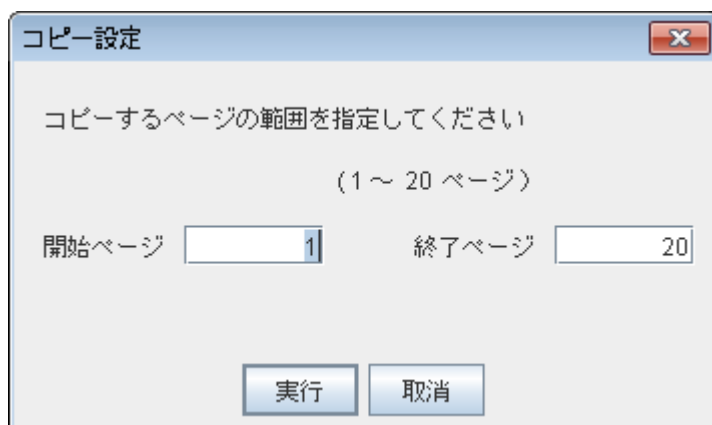 コピー設定
コピーするページの範囲を指定してください
(1～ 20 ページ)
開始ページ 1 終了ページ 20
実行 取消